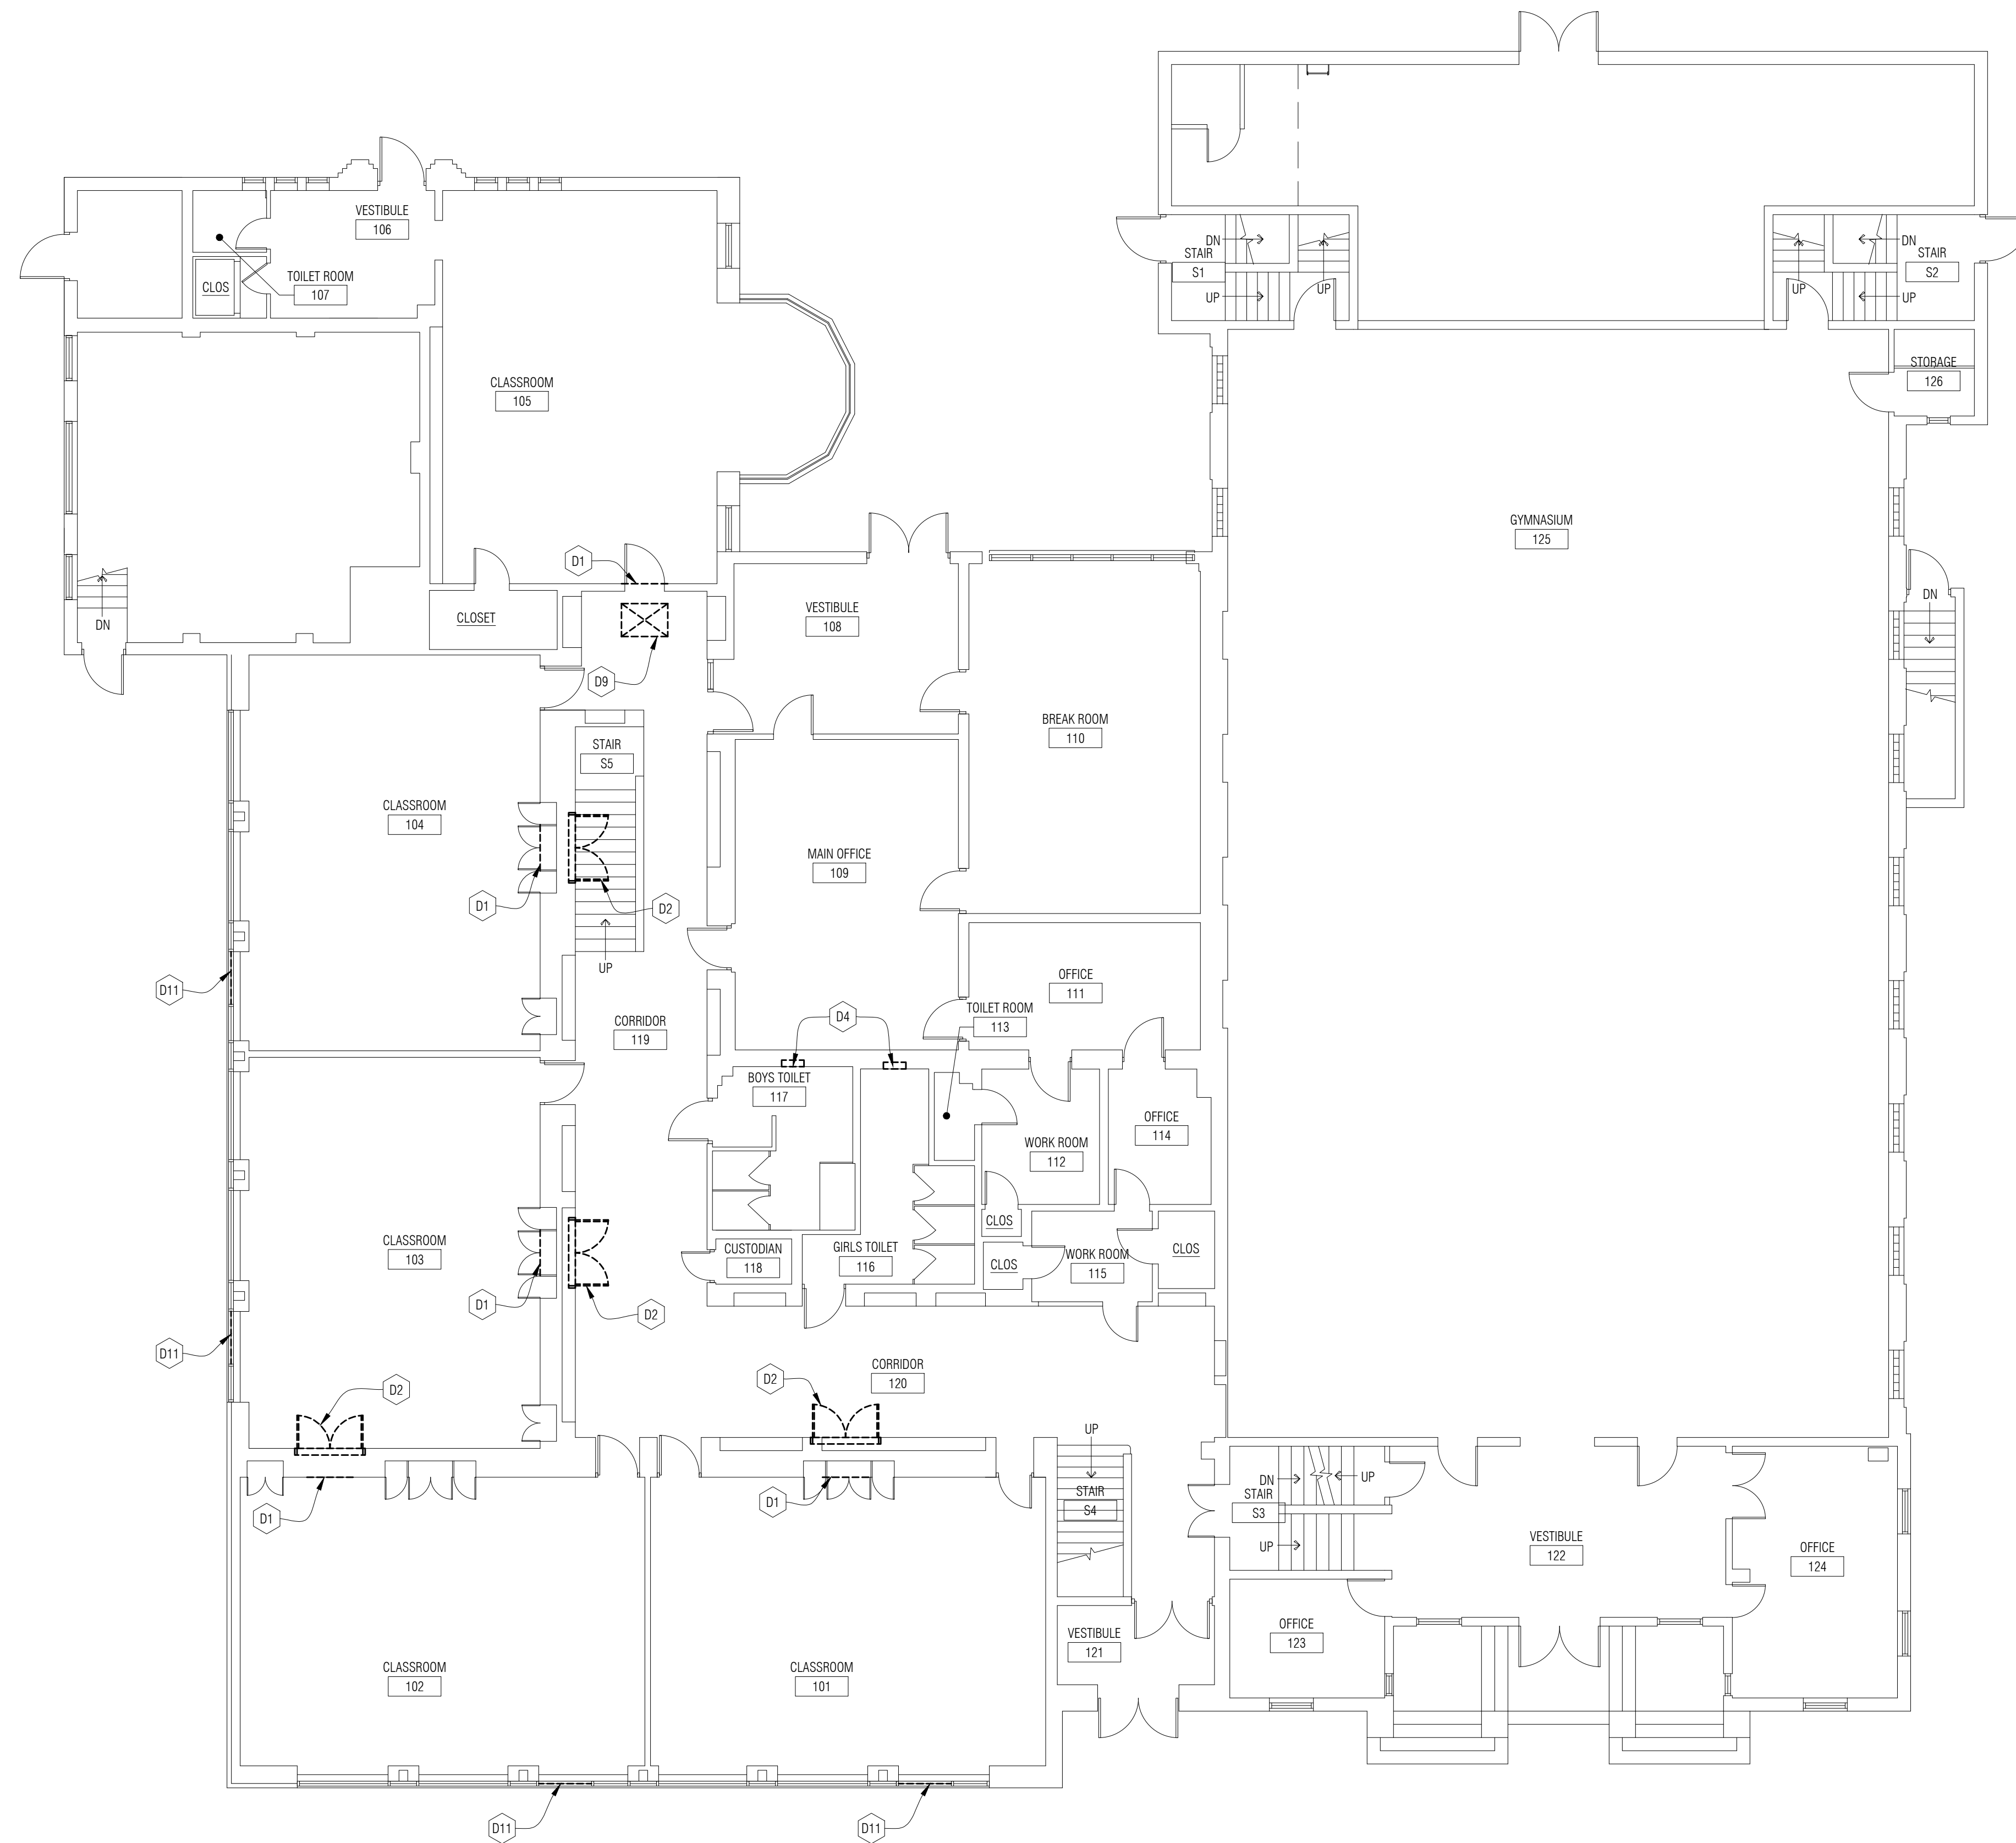 VESTIBULE
106
TOILET ROOM
107
CLOS
DN
STAIR
S1
UP
UP
UP
DN
STAIR
S2
UP
STORAGE
126
CLASSROOM
105
GYMNASIUM
125
D1
CLOSET
DN
VESTIBULE
108
DN
D9
BREAK ROOM
110
STAIR
S5
CLASSROOM
104
MAIN OFFICE
109
D1
D2
UP
OFFICE
111
D11
TOILET ROOM
113
D4
CORRIDOR
119
BOYS TOILET
117
OFFICE
114
WORK ROOM
112
CLOS
CLASSROOM
103
CUSTODIAN
118
GIRLS TOILET
116
CLOS
WORK ROOM
115
CLOS
D1
D2
D11
CORRIDOR
120
D2
D2
UP
STAIR
S4
DN
UP
STAIR
S3
UP
D1
D1
VESTIBULE
122
OFFICE
124
OFFICE
123
VESTIBULE
121
CLASSROOM
102
CLASSROOM
101
D11
D11